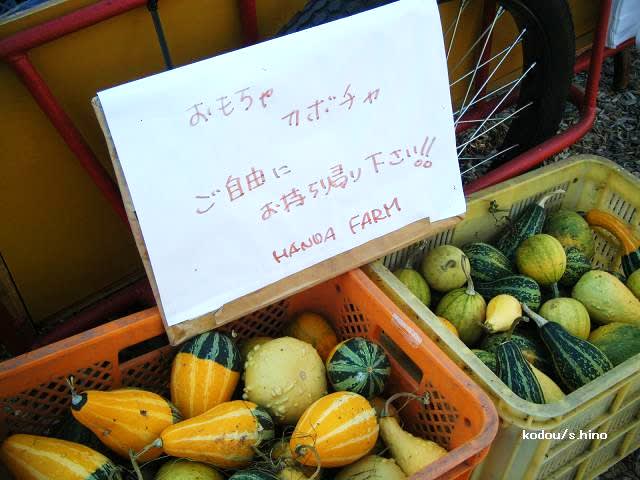 おもちゃ
カボチャ
ご自由に
お持ち帰り下さい!!
HANDA FARM
kodou/s.hino